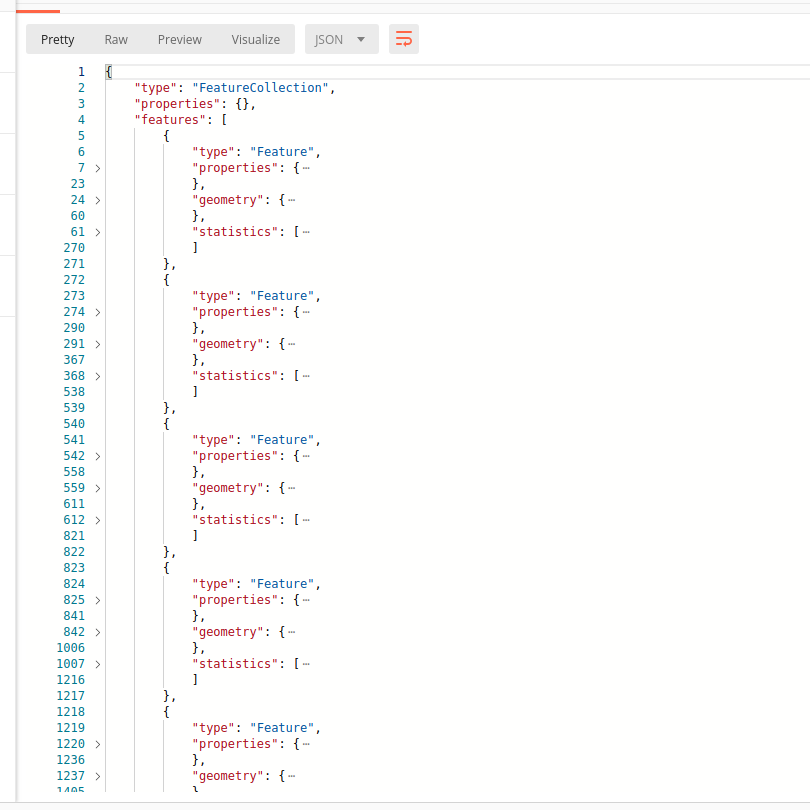 Pretty Raw Preview Visualize JSON
1 {
2 "type": "FeatureCollection",
3 "properties": {},
4 "features": [
5 {
6 "type": "Feature",
7 "properties": {⋯
23 },
24 "geometry": {⋯
60 },
61 "statistics": [⋯
270 ]
271 },
272 {
273 "type": "Feature",
274 "properties": {⋯
290 },
291 "geometry": {⋯
367 },
368 "statistics": [⋯
538 ]
539 },
540 {
541 "type": "Feature",
542 "properties": {⋯
558 },
559 "geometry": {⋯
611 },
612 "statistics": [⋯
821 ]
822 },
823 {
824 "type": "Feature",
825 "properties": {⋯
841 },
842 "geometry": {⋯
1006 },
1007 "statistics": [⋯
1216 ]
1217 },
1218 {
1219 "type": "Feature",
1220 "properties": {⋯
1236 },
1237 "geometry": {⋯
1405 },